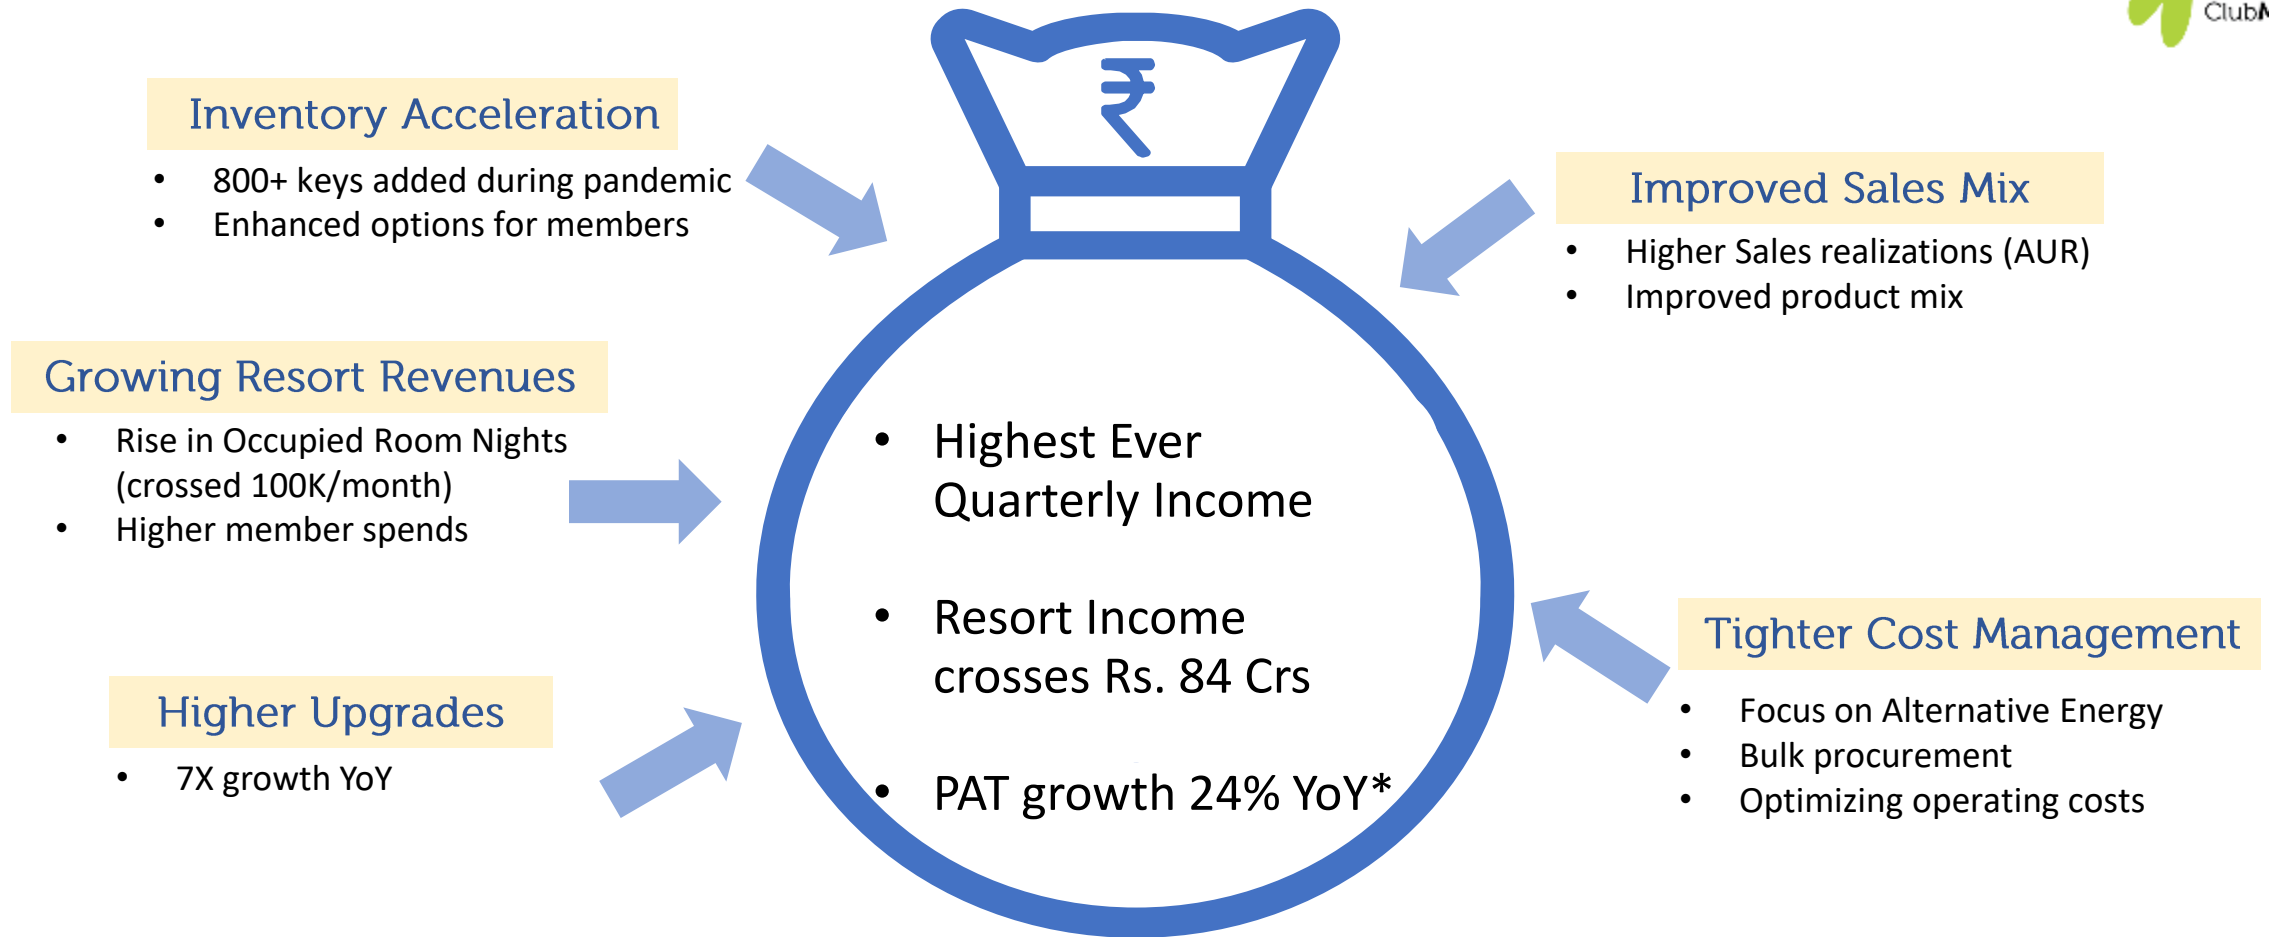 Club
₹
Inventory Acceleration
• 800+ keys added during pandemic
• Enhanced options for members
Growing Resort Revenues
• Rise in Occupied Room Nights
(crossed 100K/month)
• Higher member spends
Higher Upgrades
• 7X growth YoY
• Highest Ever
Quarterly Income
• Resort Income
crosses Rs. 84 Crs
• PAT growth 24% YoY*
Improved Sales Mix
• Higher Sales realizations (AUR)
• Improved product mix
Tighter Cost Management
• Focus on Alternative Energy
• Bulk procurement
• Optimizing operating costs